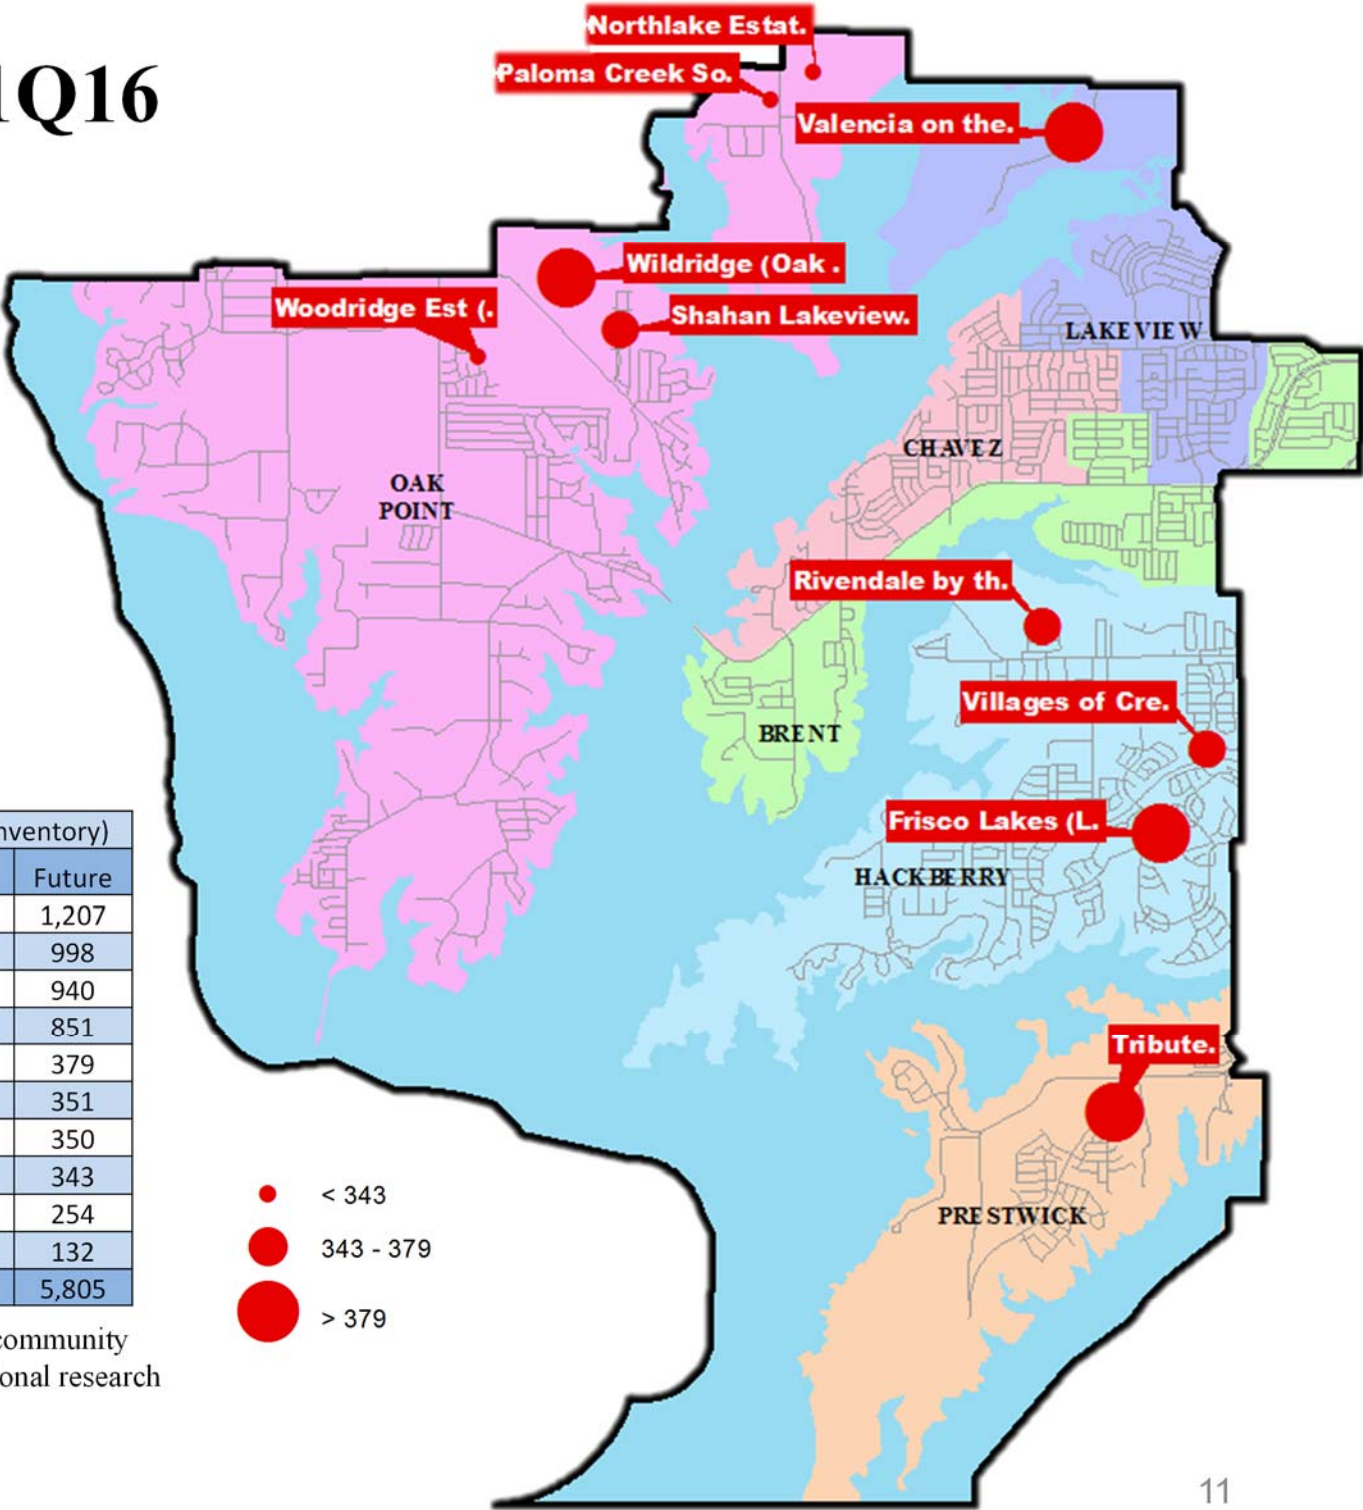 1Q16
Northlake Estat.
Paloma Creek So.
Valencia on the.
Wildridge (Oak .
Woodridge Est (.
Shahan Lakeview.
LAKEVIEW
CHAVEZ
OAK
POINT
Rivendale by th.
Villages of Cre.
BRENT
Frisco Lakes (L.
HACKBERRY
nventory)
Future
1,207
998
940
851
379
351
350
343
254
132
5,805
community
onal research
Tribute.
PRESTWICK
< 343
343 - 379
> 379
11